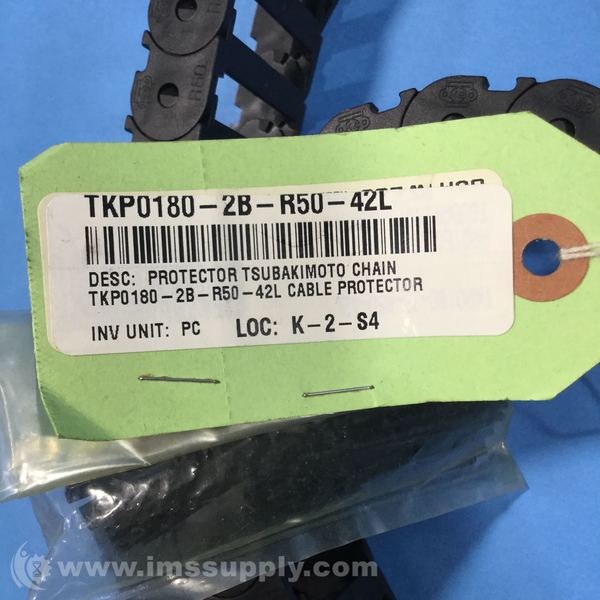 R50
TKP0180-2B-R50-42L
DESC: PROTECTOR TSUBAKIMOTO CHAIN
TKP0180-2B-R50-42L CABLE PROTECTOR
INV UNIT: PC LOC: K-2-S4
www.imssupply.com